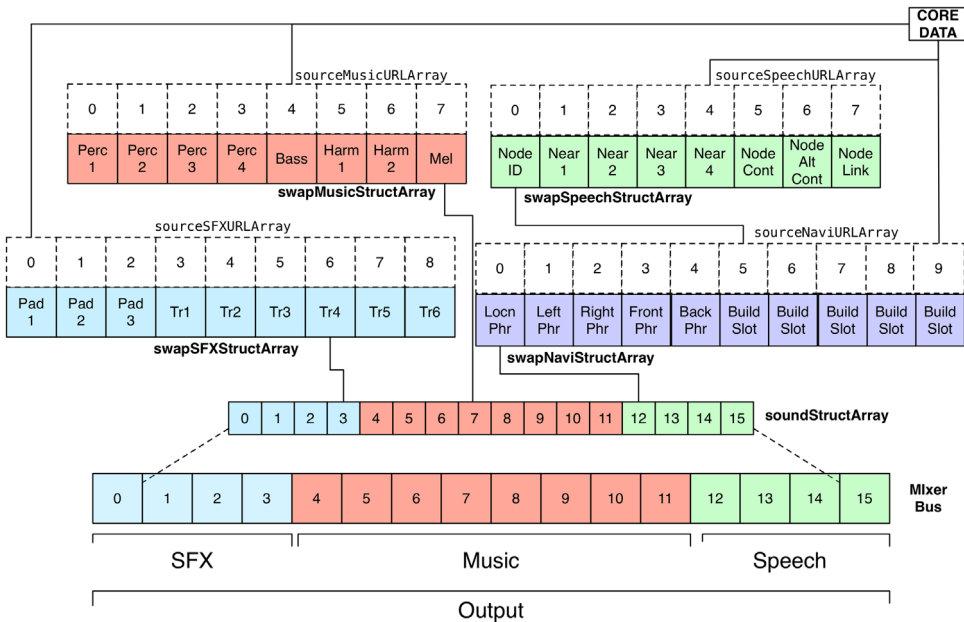 CORE
DATA
sourceMusicURLArray
0 1 2 3 4 5 6 7
Perc 1 Perc 2 Perc 3 Perc 4 Bass Harm 1 Harm 2 Mel
swapMusicStructArray
sourceSpeechURLArray
0 1 2 3 4 5 6 7
Node ID Near 1 Near 2 Near 3 Near 4 Node Cont Node Alt Cont Node Link
swapSpeechStructArray
sourceSFXURLArray
0 1 2 3 4 5 6 7 8
Pad 1 Pad 2 Pad 3 Tr1 Tr2 Tr3 Tr4 Tr5 Tr6
swapSFXStructArray
sourceNaviURLArray
0 1 2 3 4 5 6 7 8 9
Locn Phr Left Phr Right Phr Front Phr Back Phr Build Slot Build Slot Build Slot Build Slot Build Slot
swapNaviStructArray
0 1 2 3 4 5 6 7 8 9 10 11 12 13 14 15
soundStructArray
0 1 2 3 4 5 6 7 8 9 10 11 12 13 14 15
MIxer
Bus
SFX Music Speech
Output